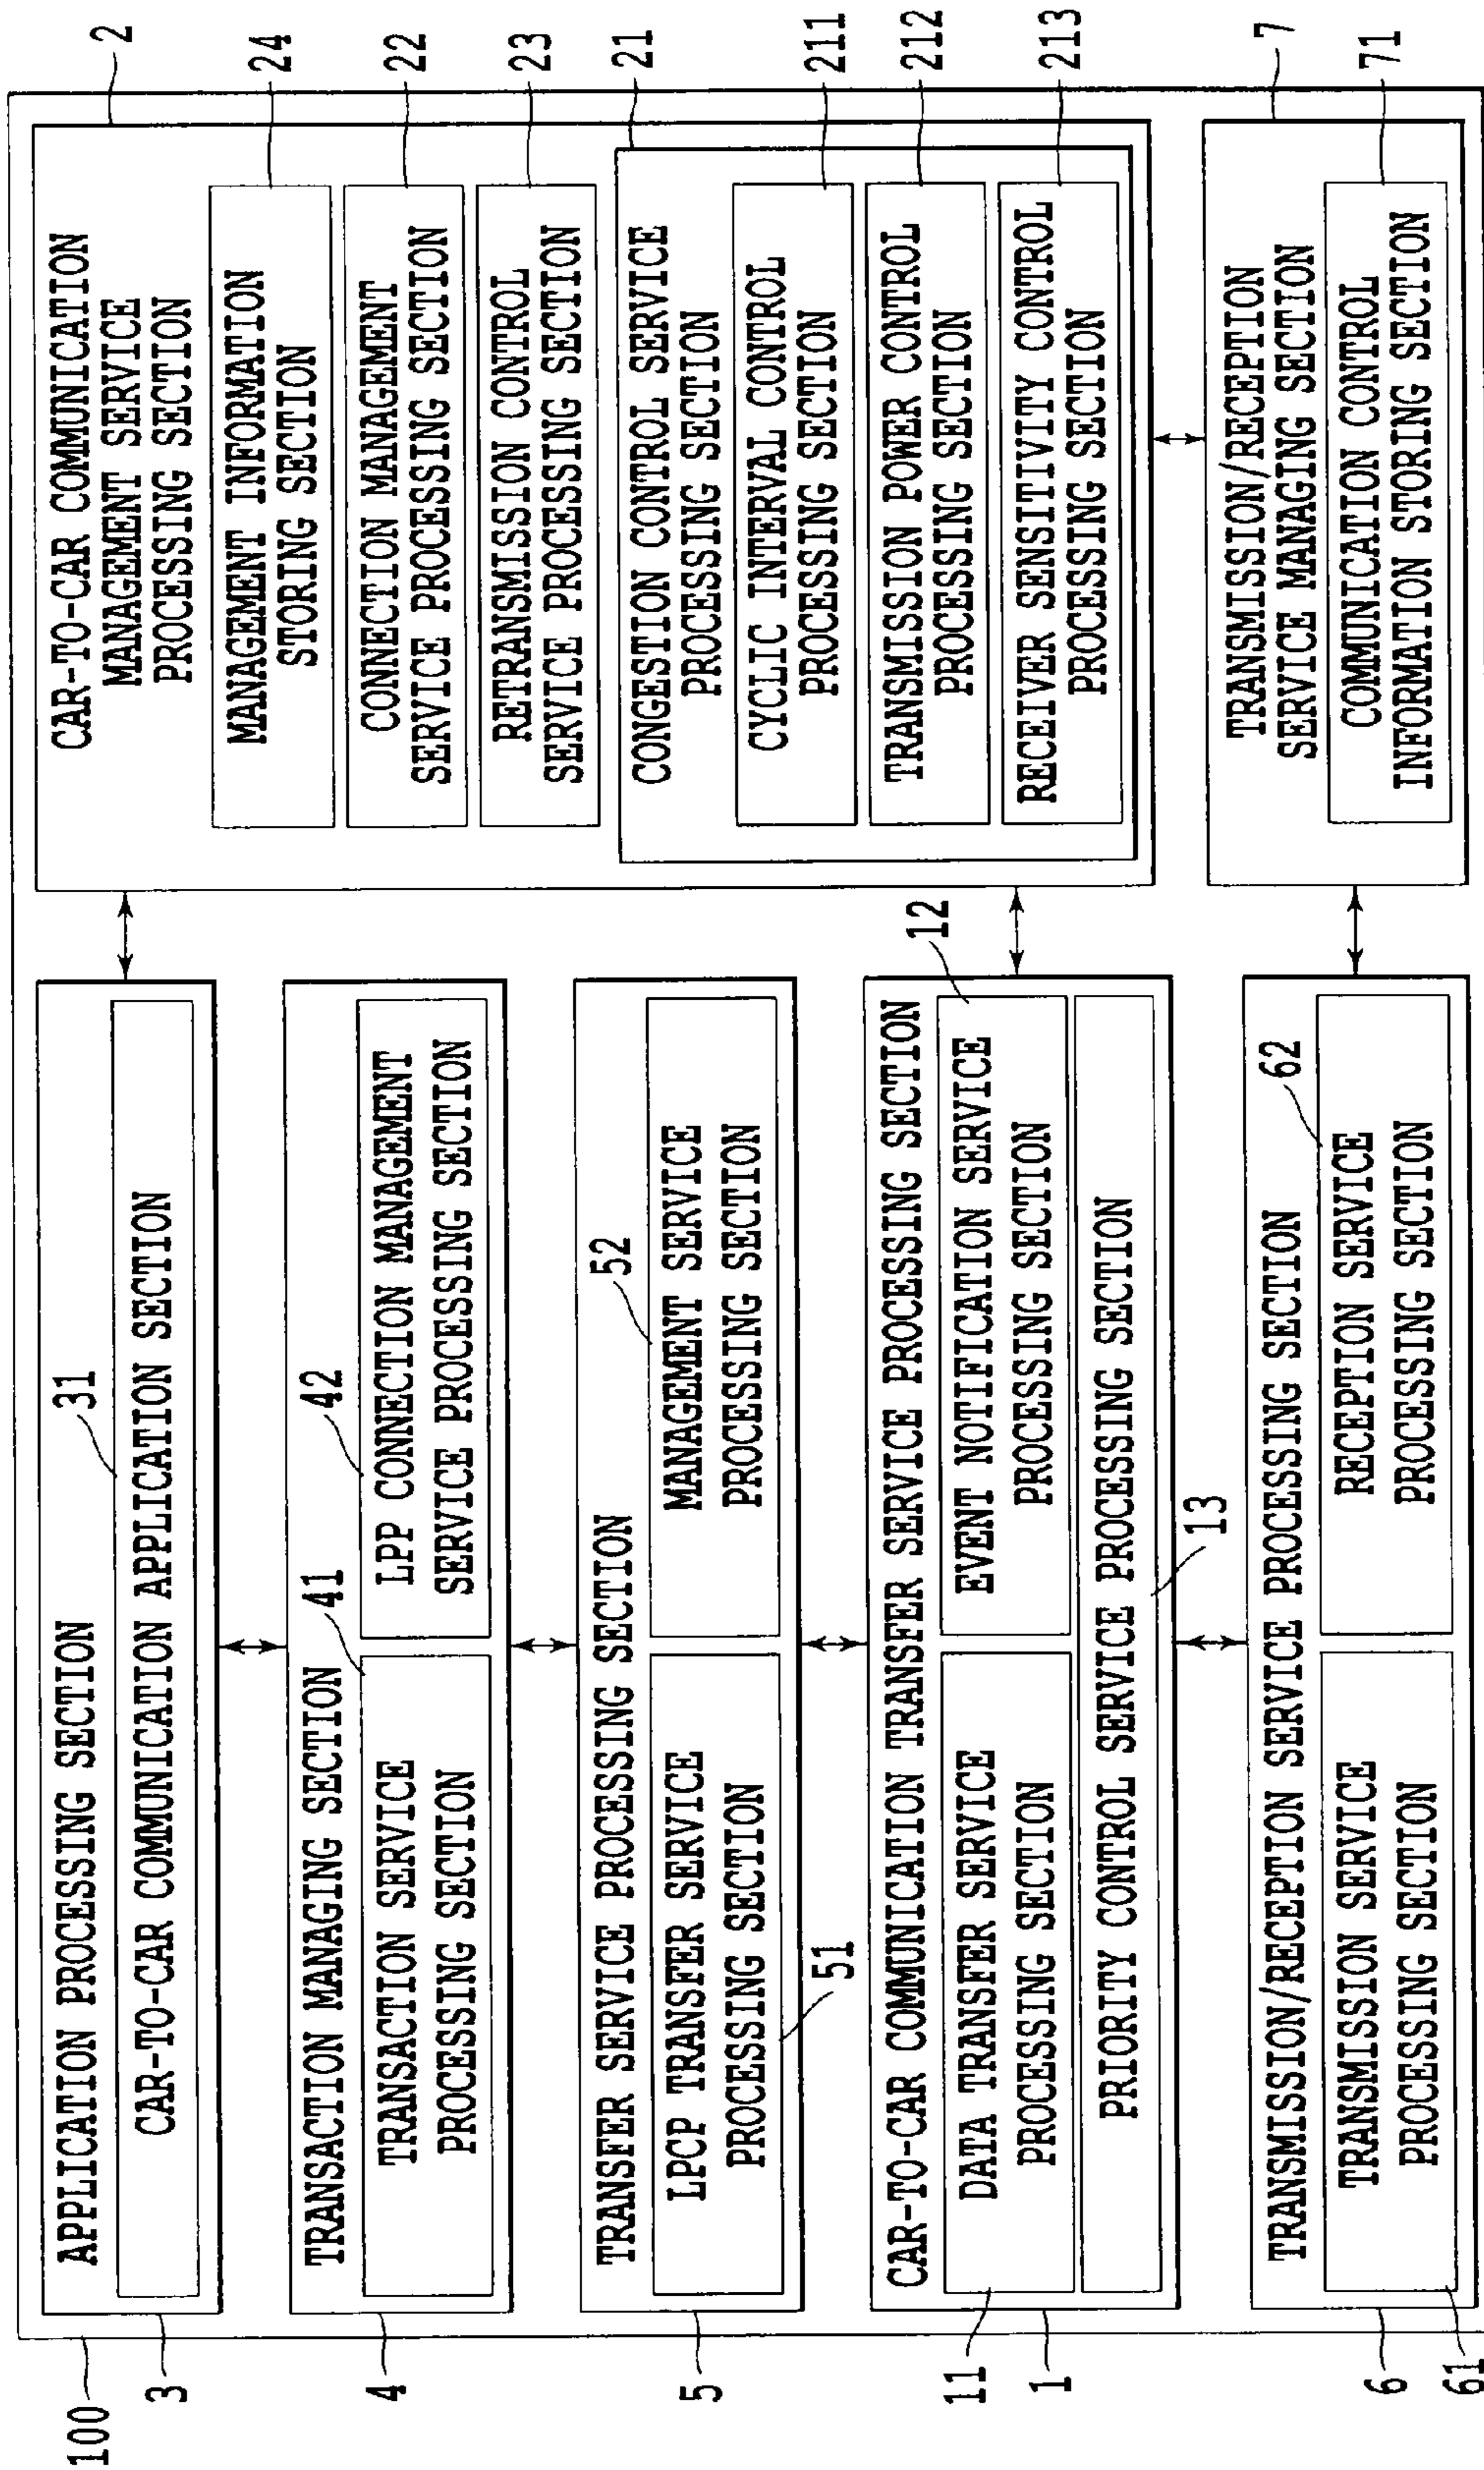 100
3
APPLICATION PROCESSING SECTION
31
CAR-TO-CAR COMMUNICATION APPLICATION SECTION
4
TRANSACTION MANAGING SECTION
41
TRANSACTION SERVICE
PROCESSING SECTION
42
LPP CONNECTION MANAGEMENT
SERVICE PROCESSING SECTION
5
TRANSFER SERVICE PROCESSING SECTION
LPCP TRANSFER SERVICE
PROCESSING SECTION
51
52
MANAGEMENT SERVICE
PROCESSING SECTION
1
CAR-TO-CAR COMMUNICATION TRANSFER SERVICE PROCESSING SECTION
11
DATA TRANSFER SERVICE
PROCESSING SECTION
12
EVENT NOTIFICATION SERVICE
PROCESSING SECTION
PRIORITY CONTROL SERVICE PROCESSING SECTION
13
6
TRANSMISSION/RECEPTION SERVICE PROCESSING SECTION
61
TRANSMISSION SERVICE
PROCESSING SECTION
62
RECEPTION SERVICE
PROCESSING SECTION
2
CAR-TO-CAR COMMUNICATION
MANAGEMENT SERVICE
PROCESSING SECTION
24
MANAGEMENT INFORMATION
STORING SECTION
22
CONNECTION MANAGEMENT
SERVICE PROCESSING SECTION
23
RETRANSMISSION CONTROL
SERVICE PROCESSING SECTION
21
CONGESTION CONTROL SERVICE
PROCESSING SECTION
211
CYCLIC INTERVAL CONTROL
PROCESSING SECTION
212
TRANSMISSION POWER CONTROL
PROCESSING SECTION
213
RECEIVER SENSITIVITY CONTROL
PROCESSING SECTION
7
TRANSMISSION/RECEPTION
SERVICE MANAGING SECTION
71
COMMUNICATION CONTROL
INFORMATION STORING SECTION